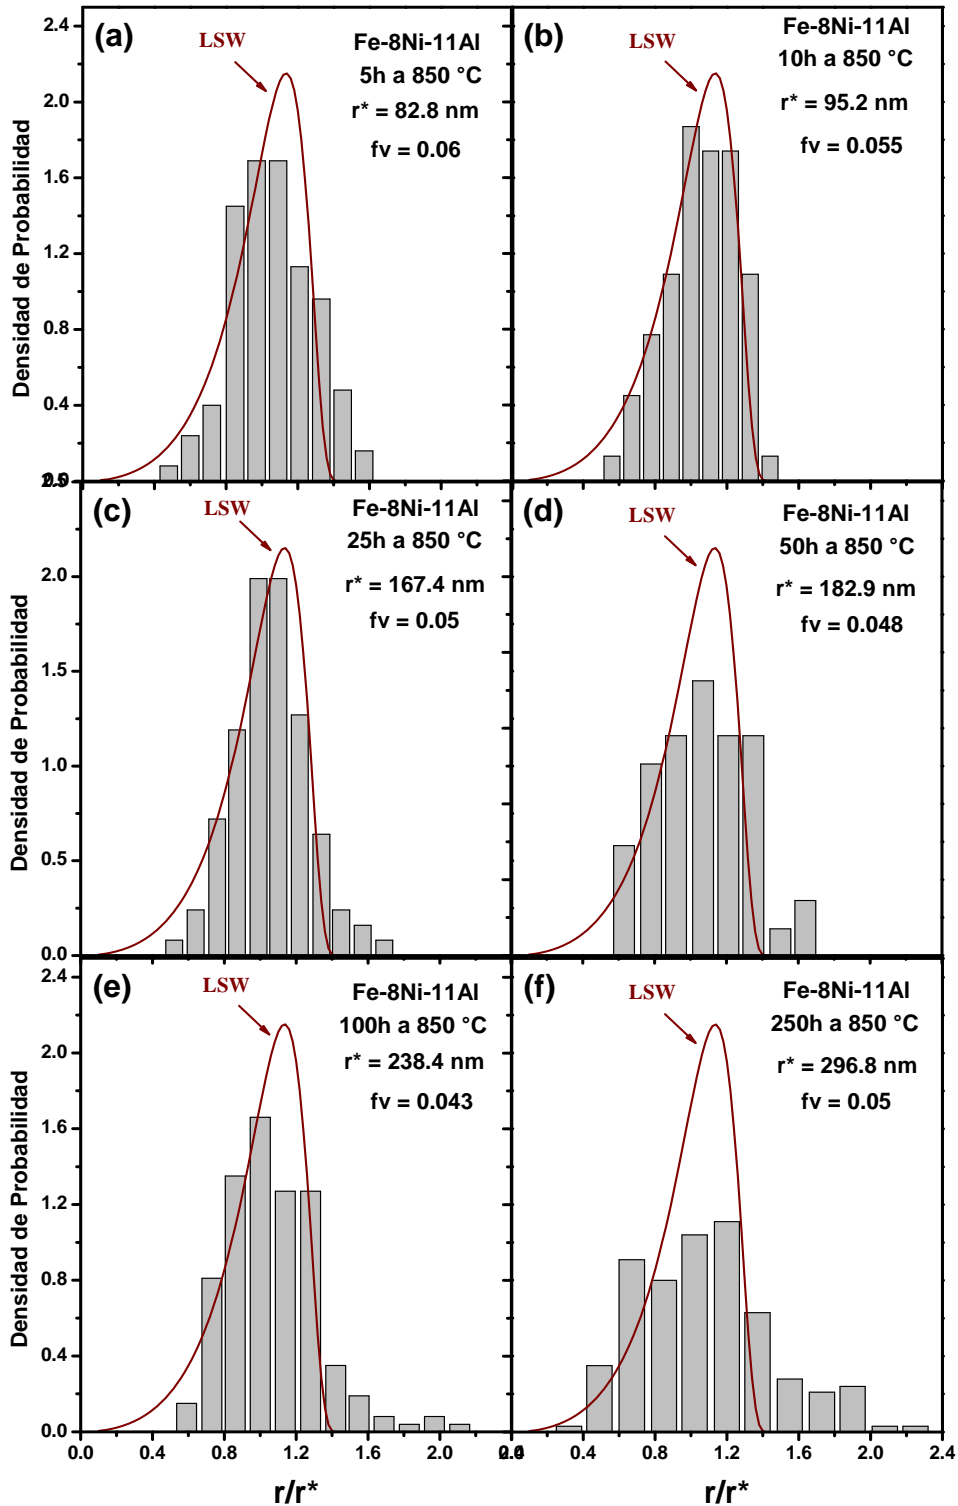 (a)
LSW
Fe-8Ni-11Al
5h a 850 °C
r* = 82.8 nm
fv = 0.06
2.4
2.0
1.6
1.2
0.8
0.4
Densidad de Probabilidad
(b)
LSW
Fe-8Ni-11Al
10h a 850 °C
r* = 95.2 nm
fv = 0.055
(c)
LSW
Fe-8Ni-11Al
25h a 850 °C
r* = 167.4 nm
fv = 0.05
2.0
1.5
1.0
0.5
0.0
Densidad de Probabilidad
(d)
LSW
Fe-8Ni-11Al
50h a 850 °C
r* = 182.9 nm
fv = 0.048
(e)
LSW
Fe-8Ni-11Al
100h a 850 °C
r* = 238.4 nm
fv = 0.043
2.4
2.0
1.6
1.2
0.8
0.4
0.0
Densidad de Probabilidad
0.0 0.4 0.8 1.2 1.6 2.0
r/r*
(f)
LSW
Fe-8Ni-11Al
250h a 850 °C
r* = 296.8 nm
fv = 0.05
0.8 1.2 1.6 2.0 2.4
r/r*